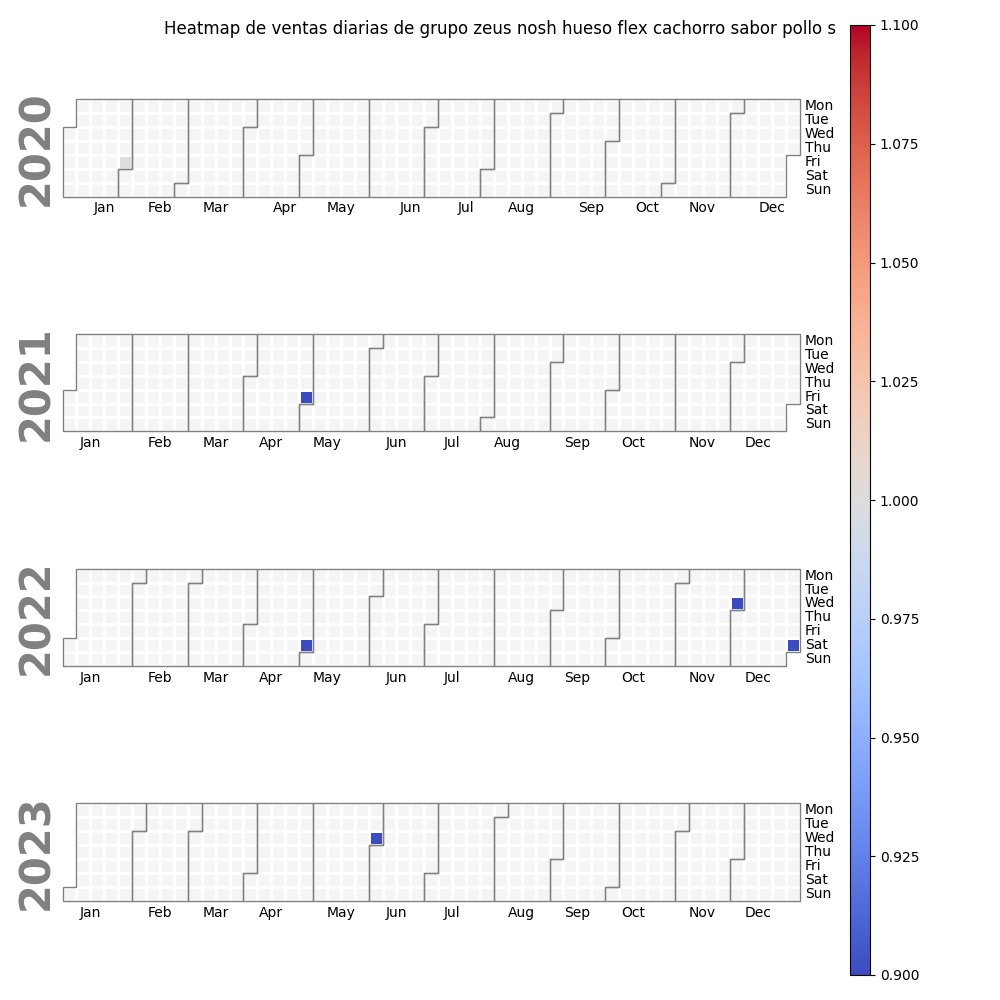 Heatmap de ventas diarias de grupo zeus nosh hueso flex cachorro sabor pollo s
2020
Mon
Tue
Wed
Thu
Fri
Sat
Sun
Jan Feb Mar Apr May Jun Jul Aug Sep Oct Nov Dec
2021
Mon
Tue
Wed
Thu
Fri
Sat
Sun
Jan Feb Mar Apr May Jun Jul Aug Sep Oct Nov Dec
2022
Mon
Tue
Wed
Thu
Fri
Sat
Sun
Jan Feb Mar Apr May Jun Jul Aug Sep Oct Nov Dec
2023
Mon
Tue
Wed
Thu
Fri
Sat
Sun
Jan Feb Mar Apr May Jun Jul Aug Sep Oct Nov Dec
1.100
1.075
1.050
1.025
1.000
0.975
0.950
0.925
0.900